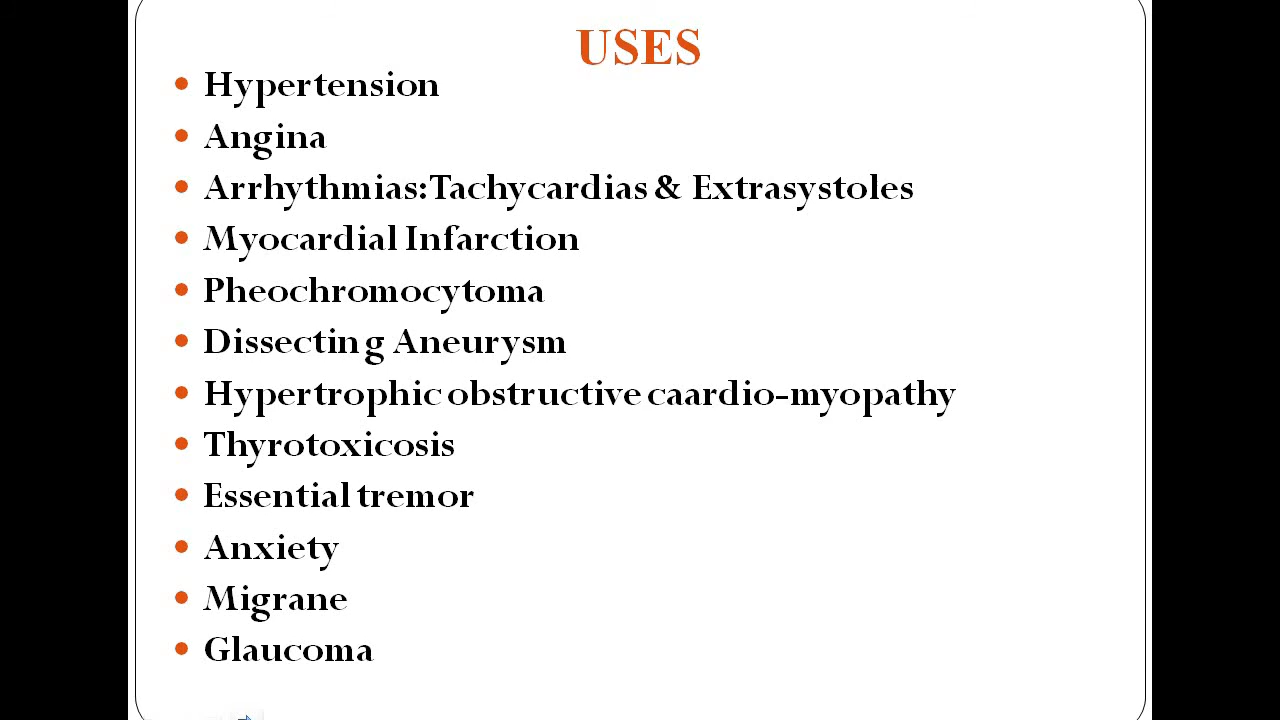 USES
• Hypertension
• Angina
• Arrhythmias:Tachycardias & Extrasystoles
• Myocardial Infarction
• Pheochromocytoma
• Dissecting Aneurysm
• Hypertrophic obstructive caardio-myopathy
• Thyrotoxicosis
• Essential tremor
• Anxiety
• Migrane
• Glaucoma